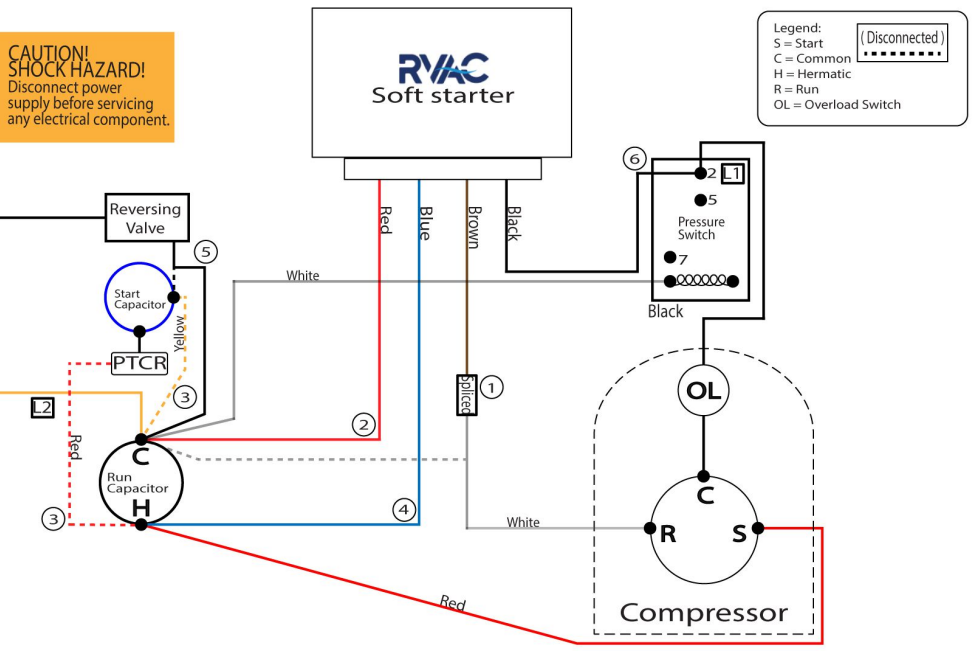 CAUTION!
SHOCK HAZARD!
Disconnect power
supply before servicing
any electrical component.
RVAC
Soft starter
Legend:
S = Start
C = Common
H = Hermatic
R = Run
OL = Overload Switch
( Disconnected )
Reversing
Valve
5
Start
Capacitor
Yellow
PTCR
3
L2
Red
C
Run
Capacitor
H
3
Red
Blue
Brown
Black
White
Spliced
1
2
4
White
Red
6
2
L1
5
Pressure
Switch
7
Black
OL
C
R
S
Compressor